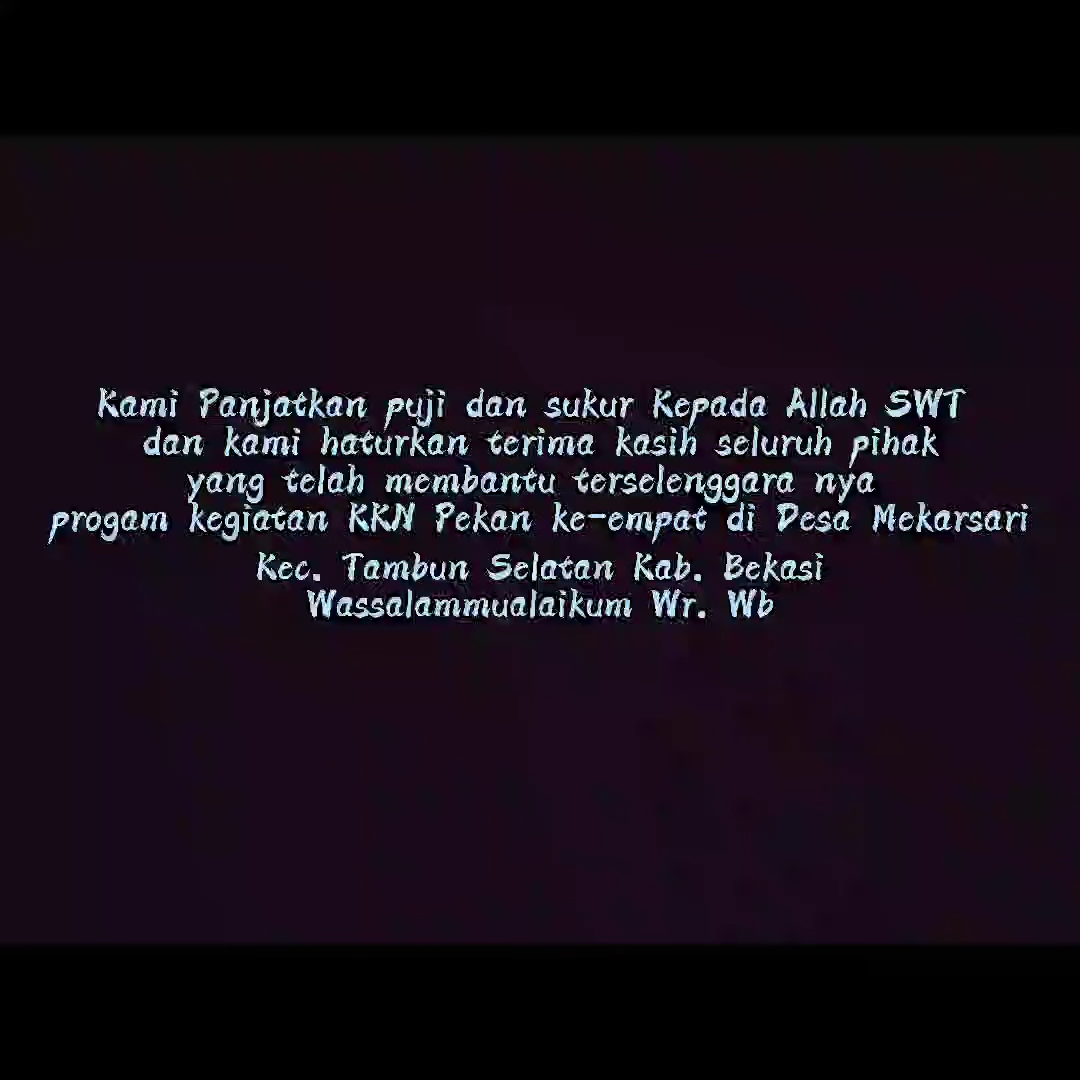 Kami Panjatkan puji dan sukur Kepada Allah SWT
dan kami haturkan terima kasih seluruh pihak
yang telah membantu terselenggara nya
progam kegiatan KKN Pekan ke-empat di Desa Mekarsari
Kec. Tambun Selatan Kab. Bekasi
Wassalammualaikum Wr. Wb